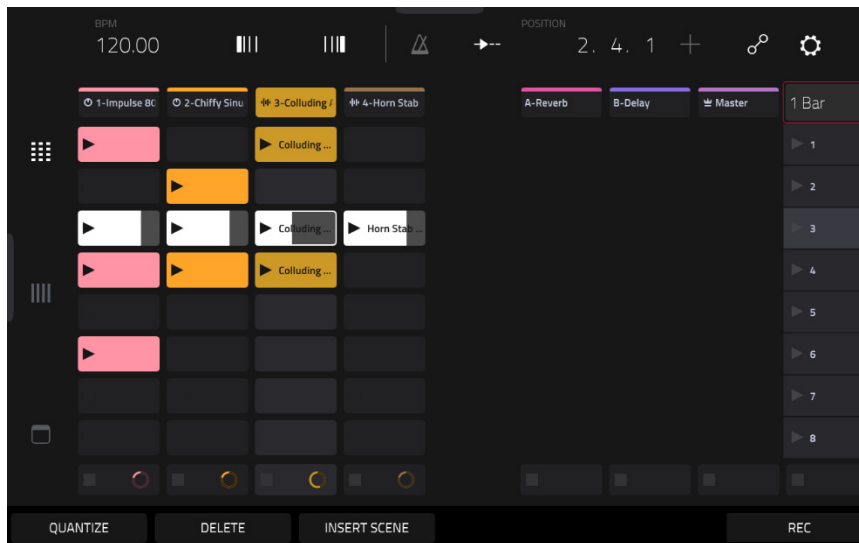 BPM
120.00
POSITION
2. 4. 1
1-Impulse 80
2-Chiffy Sinu
3-Colluding
4-Horn Stab
A-Reverb
B-Delay
Master
1 Bar
Colluding ...
1
2
Colluding ...
Horn Stab ...
3
Colluding ...
4
5
6
7
8
QUANTIZE
DELETE
INSERT SCENE
REC